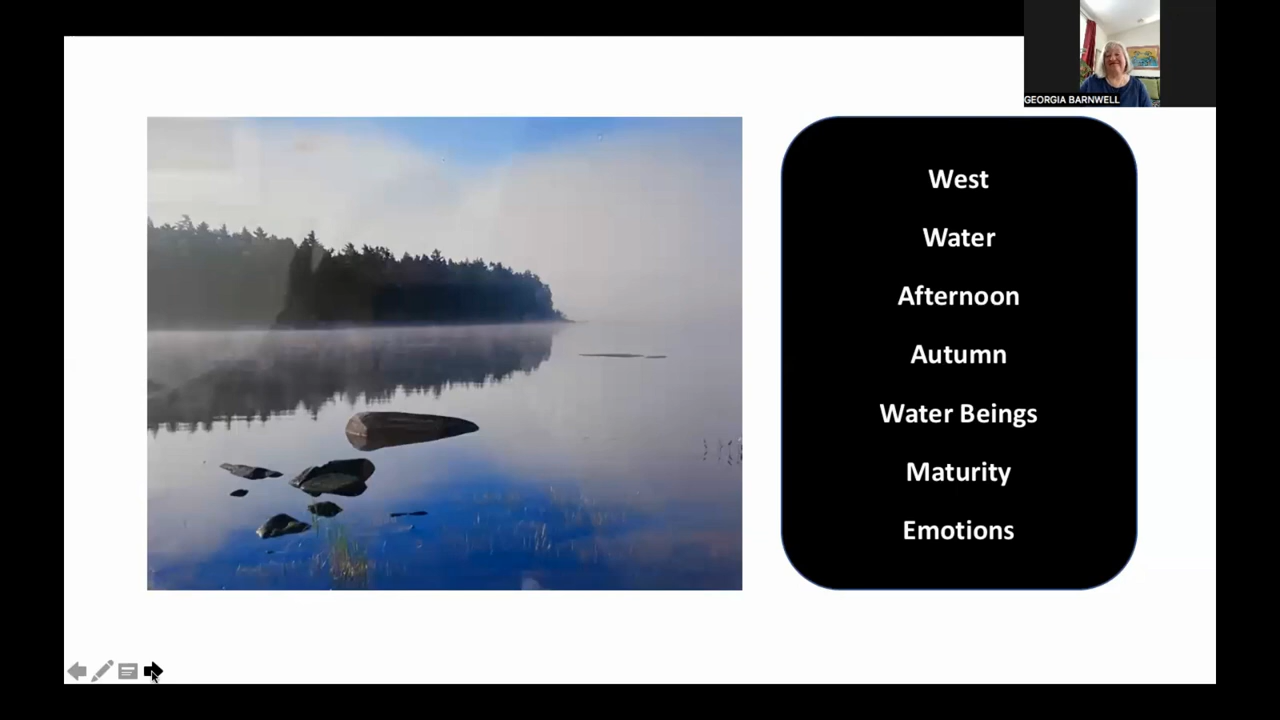 GEORGIA BARNWELL
West
Water
Afternoon
Autumn
Water Beings
Maturity
Emotions